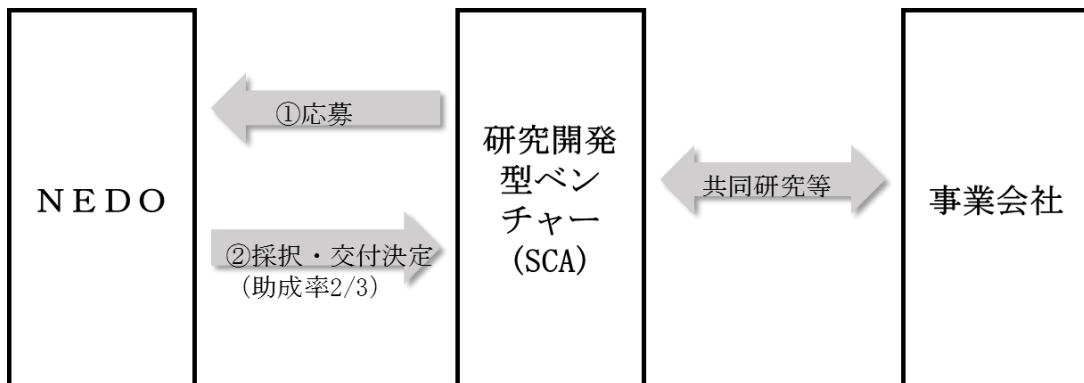 NEDO
①応募
②採択・交付決定
(助成率2/3)
研究開発
型ベン
チャー
(SCA)
共同研究等
事業会社